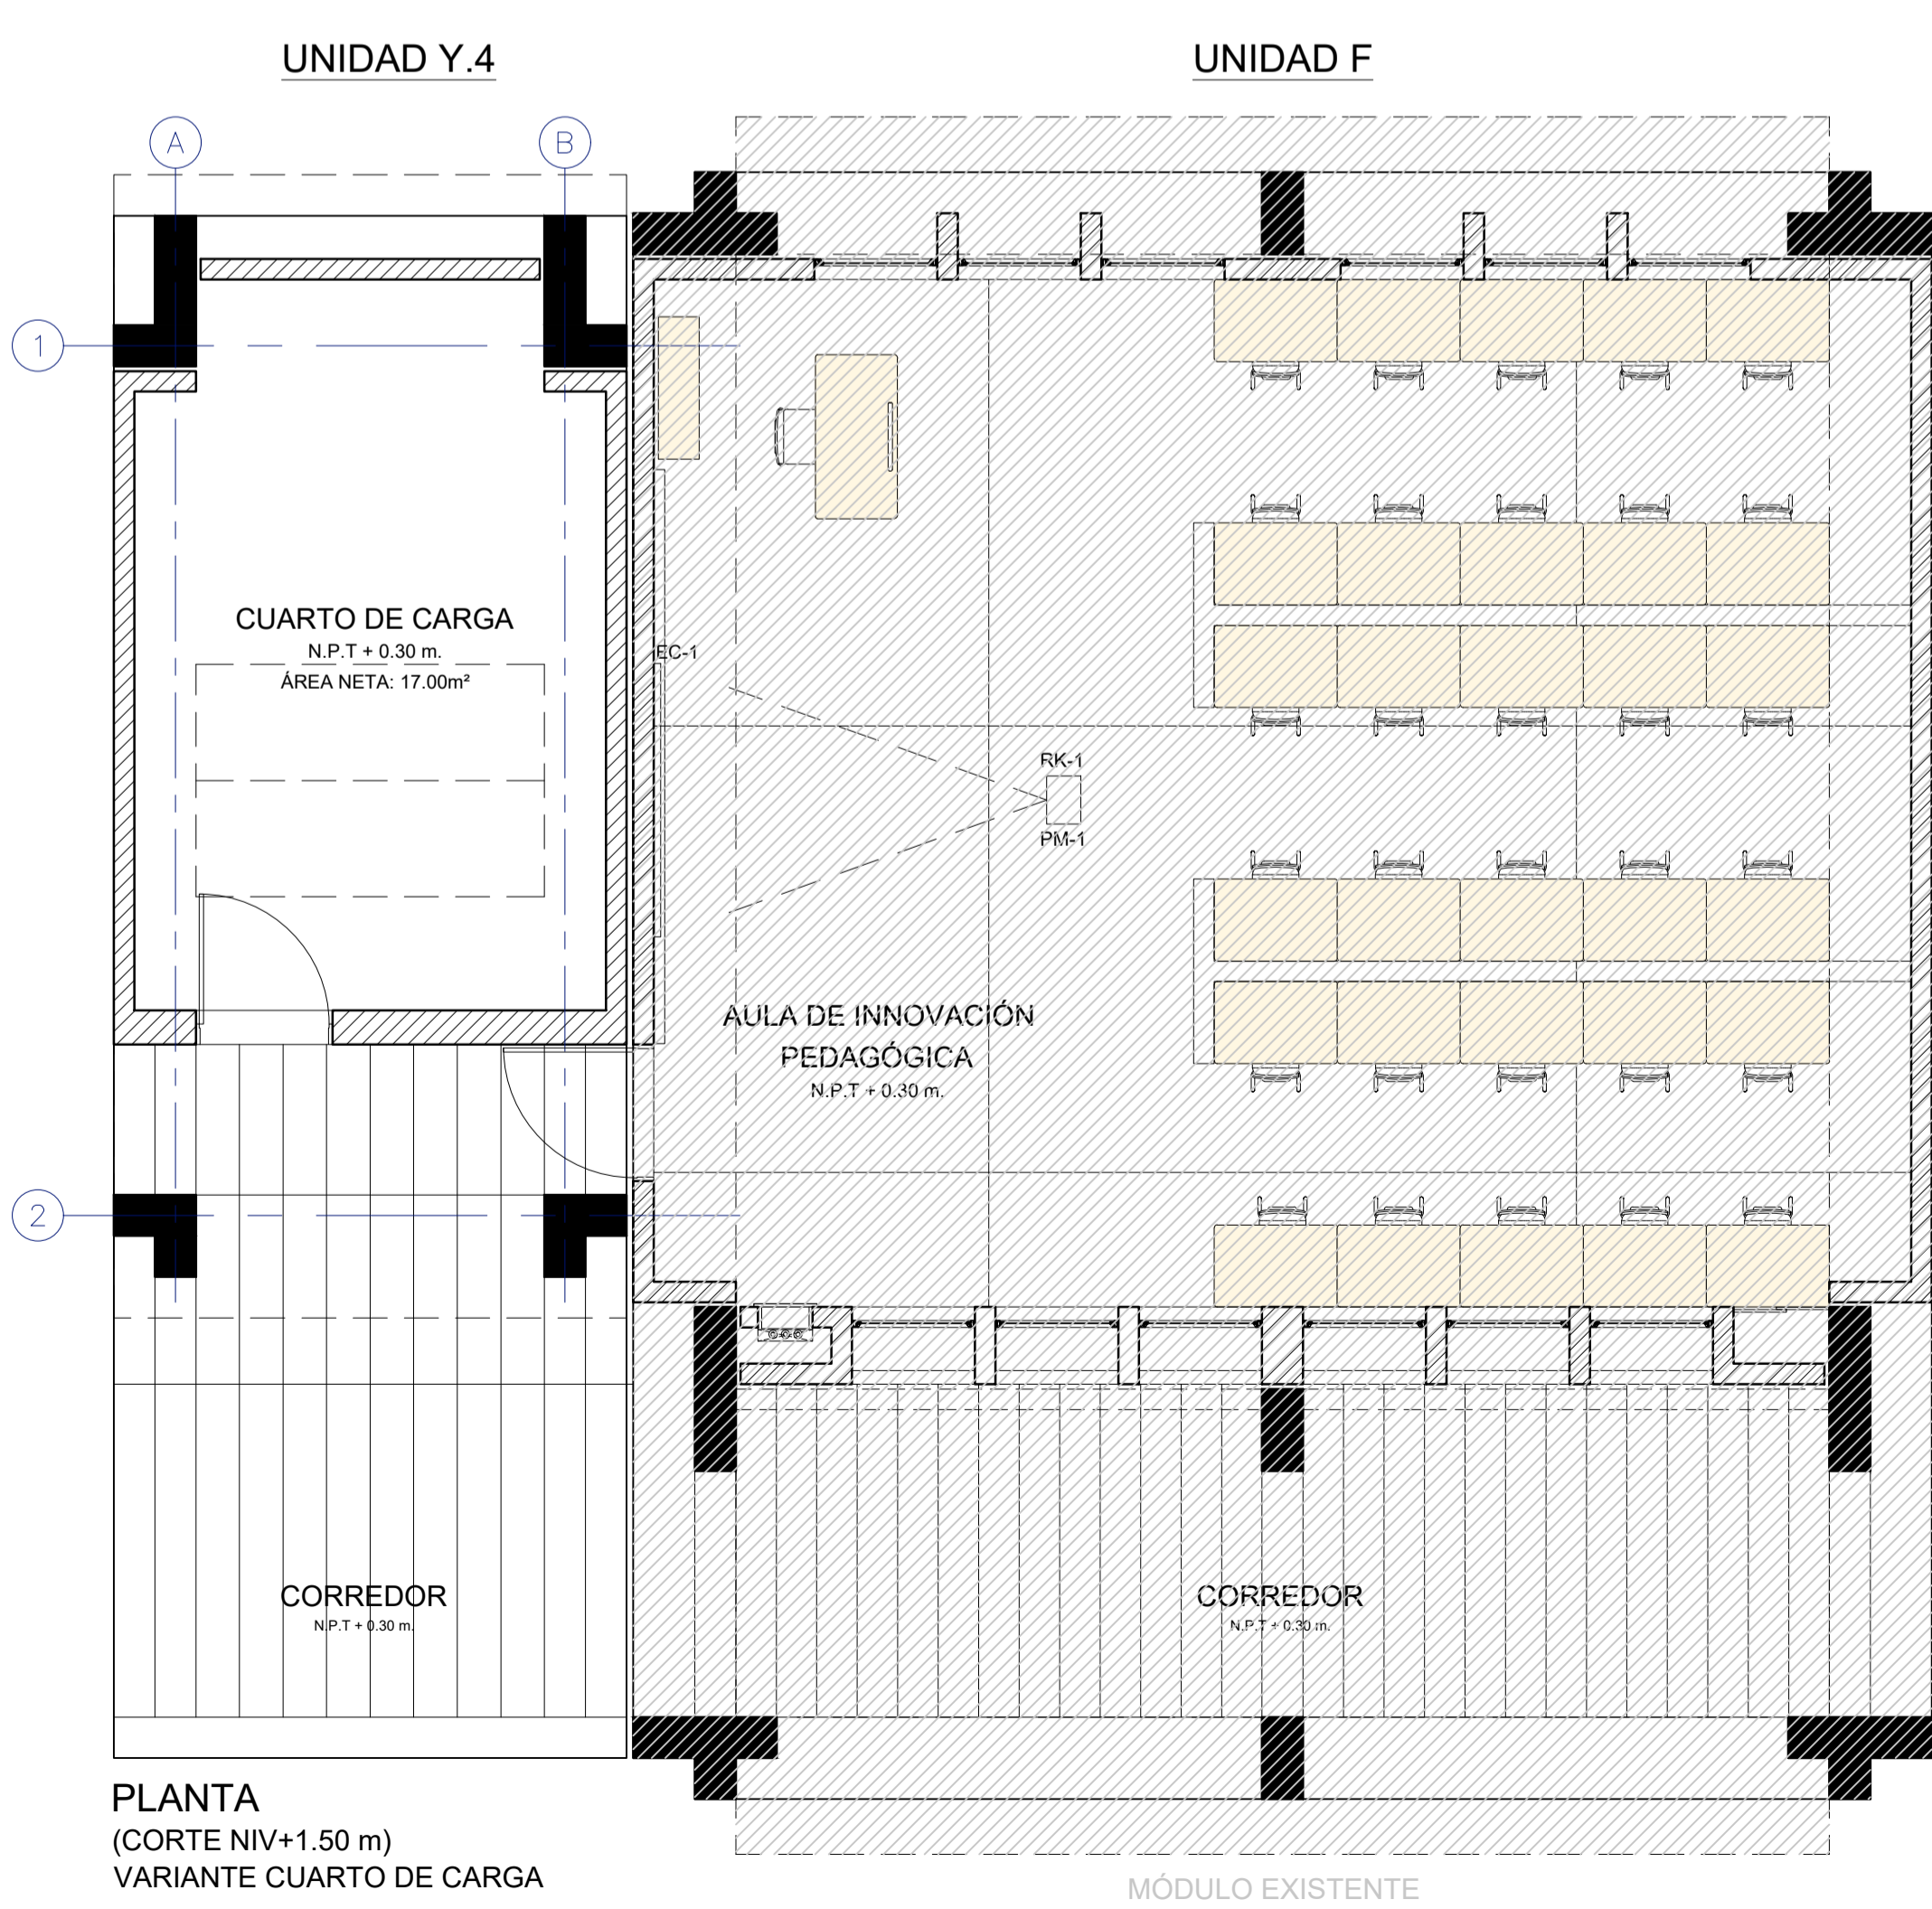 UNIDAD Y.4
UNIDAD F
A
B
1
CUARTO DE CARGA
N.P.T + 0.30 m.
ÁREA NETA: 17.00m²
EC-1
RK-1
PM-1
AULA DE INNOVACIÓN
PEDAGÓGICA
N.P.T + 0.30 m.
2
CORREDOR
N.P.T + 0.30 m.
CORREDOR
N.P.T + 0.30 m.
PLANTA
(CORTE NIV+1.50 m)
VARIANTE CUARTO DE CARGA
MÓDULO EXISTENTE